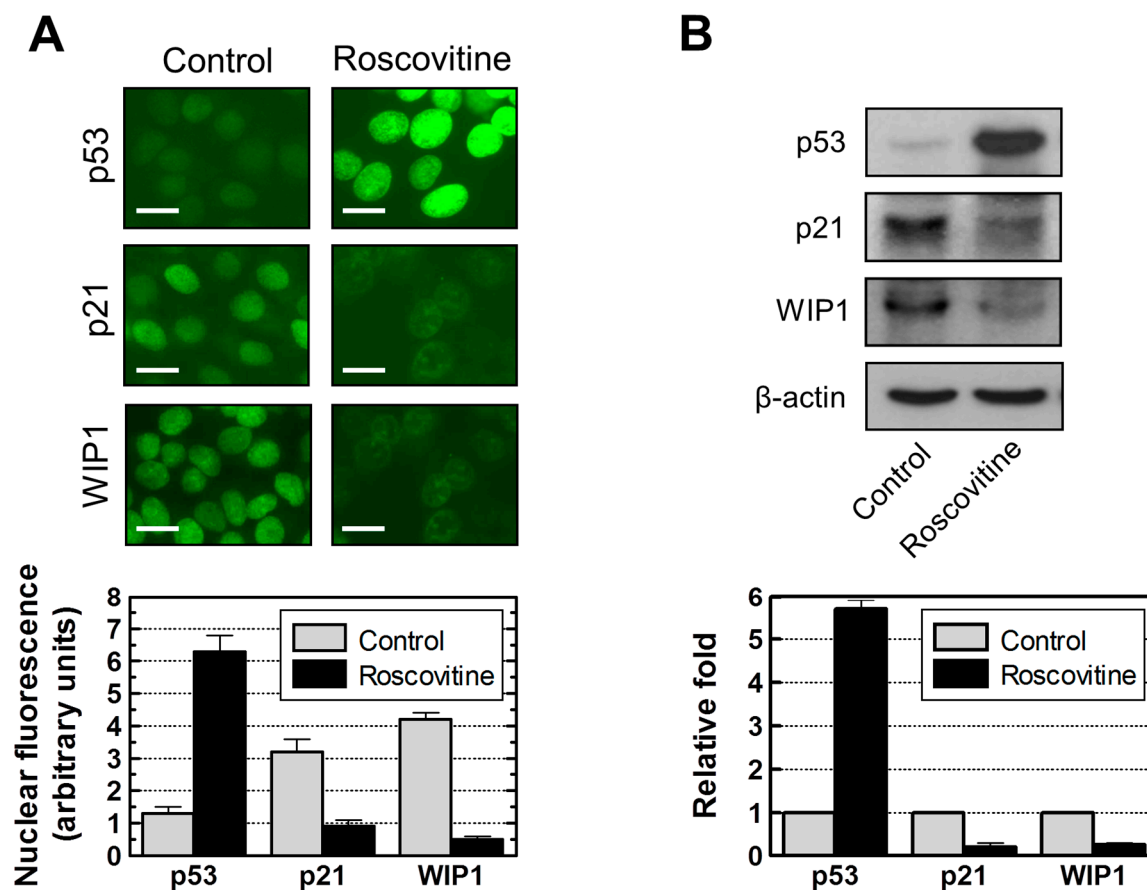 A
Control Roscovitine
p53
p21
WIP1
Nuclear fluorescence
(arbitrary units)
8
7
6
5
4
3
2
1
0
Control
Roscovitine
p53 p21 WIP1
B
p53
p21
WIP1
β-actin
Control
Roscovitine
Relative fold
6
5
4
3
2
1
0
Control
Roscovitine
p53 p21 WIP1